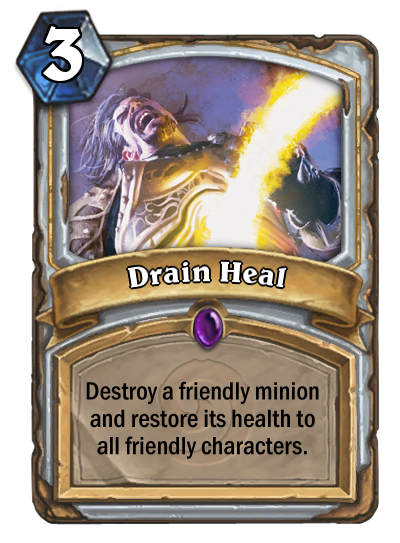 3
Drain Heal
Destroy a friendly minion
and restore its health to
all friendly characters.